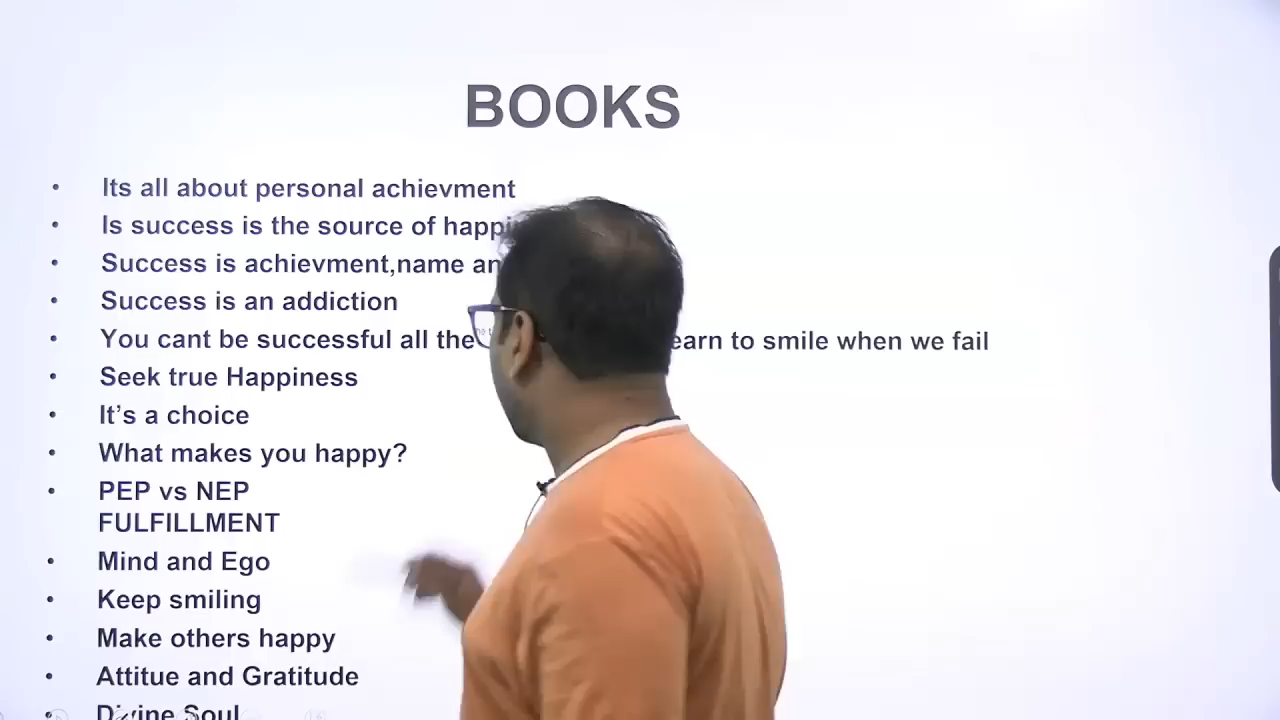 BOOKS
• Its all about personal achievment
• Is success is the source of
• Success is achievment,name
• Success is an addiction
• You cant be successful all the earn to smile when we fail
• Seek true Happiness
• It’s a choice
• What makes you happy?
• PEP vs NEP
FULFILLMENT
• Mind and Ego
• Keep smiling
• Make others happy
• Attitue and Gratitude
• Divine Soul